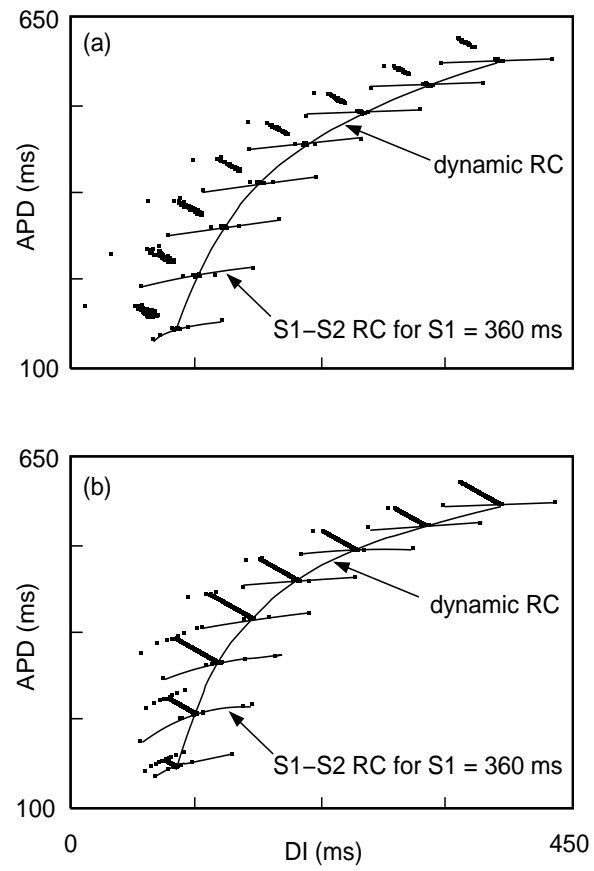 650
(a)
APD (ms)
dynamic RC
S1–S2 RC for S1 = 360 ms
100
650
(b)
APD (ms)
dynamic RC
S1–S2 RC for S1 = 360 ms
100
0
DI (ms)
450